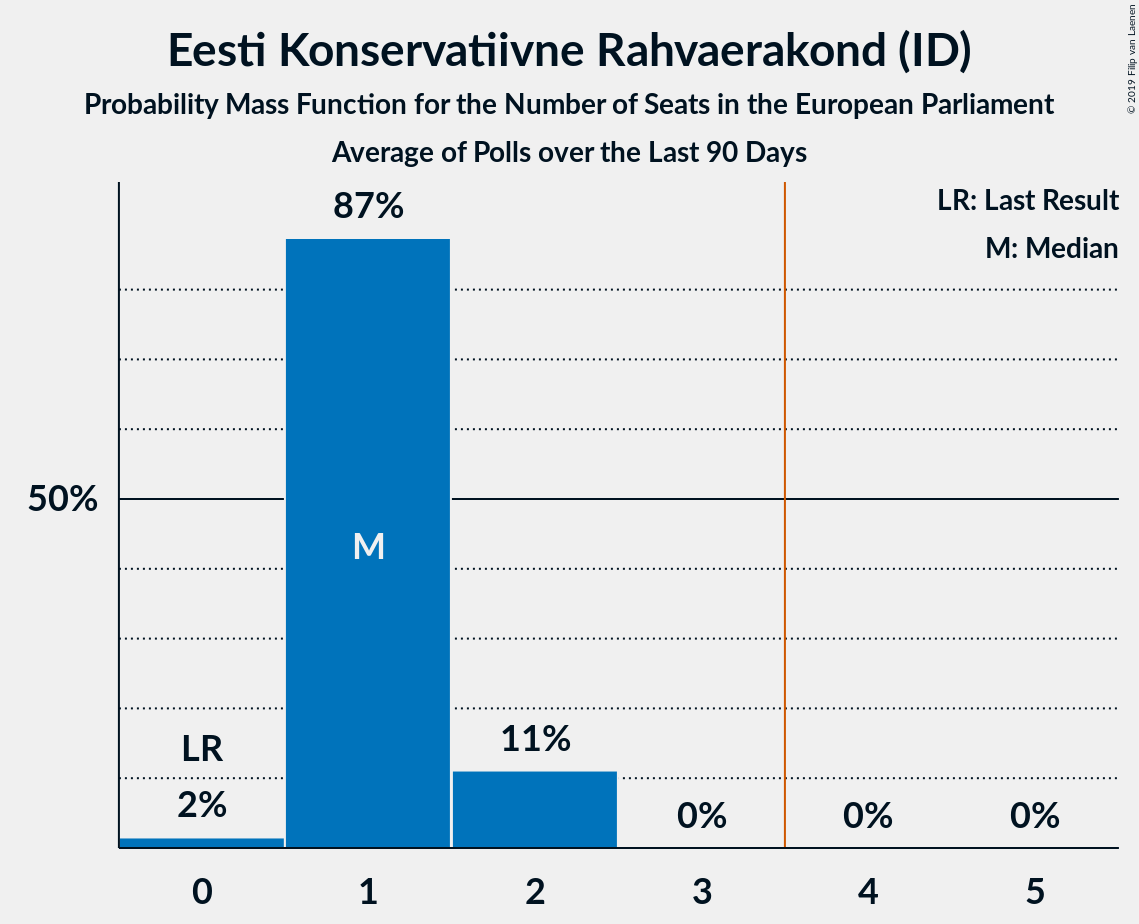 Eesti Konservatiivne Rahvaerakond (ID)
Probability Mass Function for the Number of Seats in the European Parliament
Average of Polls over the Last 90 Days
© 2019 Filip van Laenen
LR: Last Result
M: Median
87%
50%
M
LR
2%
11%
0%
0%
0%
0
1
2
3
4
5